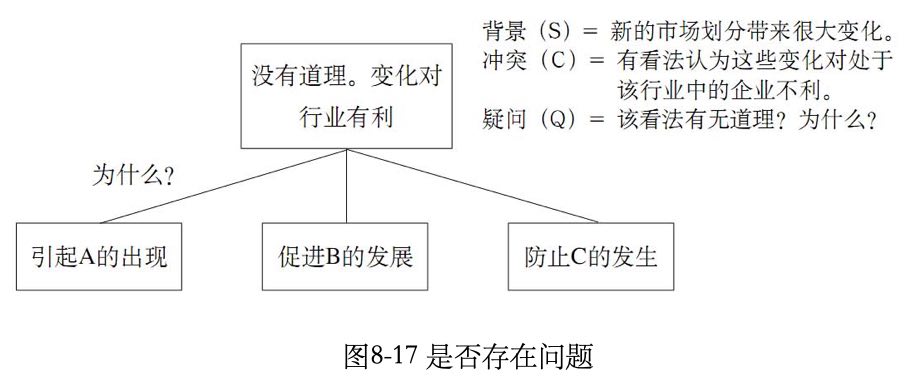 背景（S）= 新的市场划分带来很大变化。
冲突（C）= 有看法认为这些变化对处于
该行业中的企业不利。
疑问（Q）= 该看法有无道理？为什么？
没有道理。变化对
行业有利
为什么？
引起A的出现
促进B的发展
防止C的发生
图8-17 是否存在问题